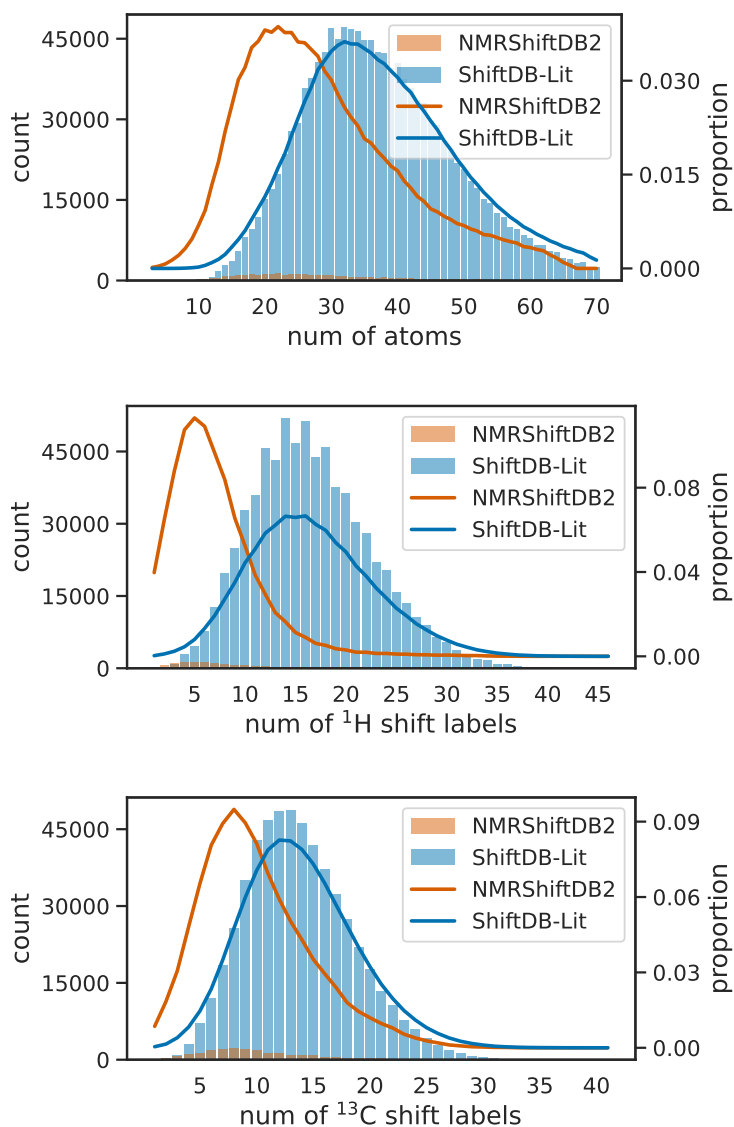 45000
30000
15000
0
count
NMRShiftDB2
ShiftDB-Lit
NMRShiftDB2
ShiftDB-Lit
0.030
0.015
0.000
proportion
10 20 30 40 50 60 70
num of atoms
45000
30000
15000
0
count
NMRShiftDB2
ShiftDB-Lit
NMRShiftDB2
ShiftDB-Lit
0.08
0.04
0.00
proportion
5 10 15 20 25 30 35 40 45
num of ¹H shift labels
45000
30000
15000
0
count
NMRShiftDB2
ShiftDB-Lit
NMRShiftDB2
ShiftDB-Lit
0.09
0.06
0.03
0.00
proportion
5 10 15 20 25 30 35 40
num of ¹³C shift labels